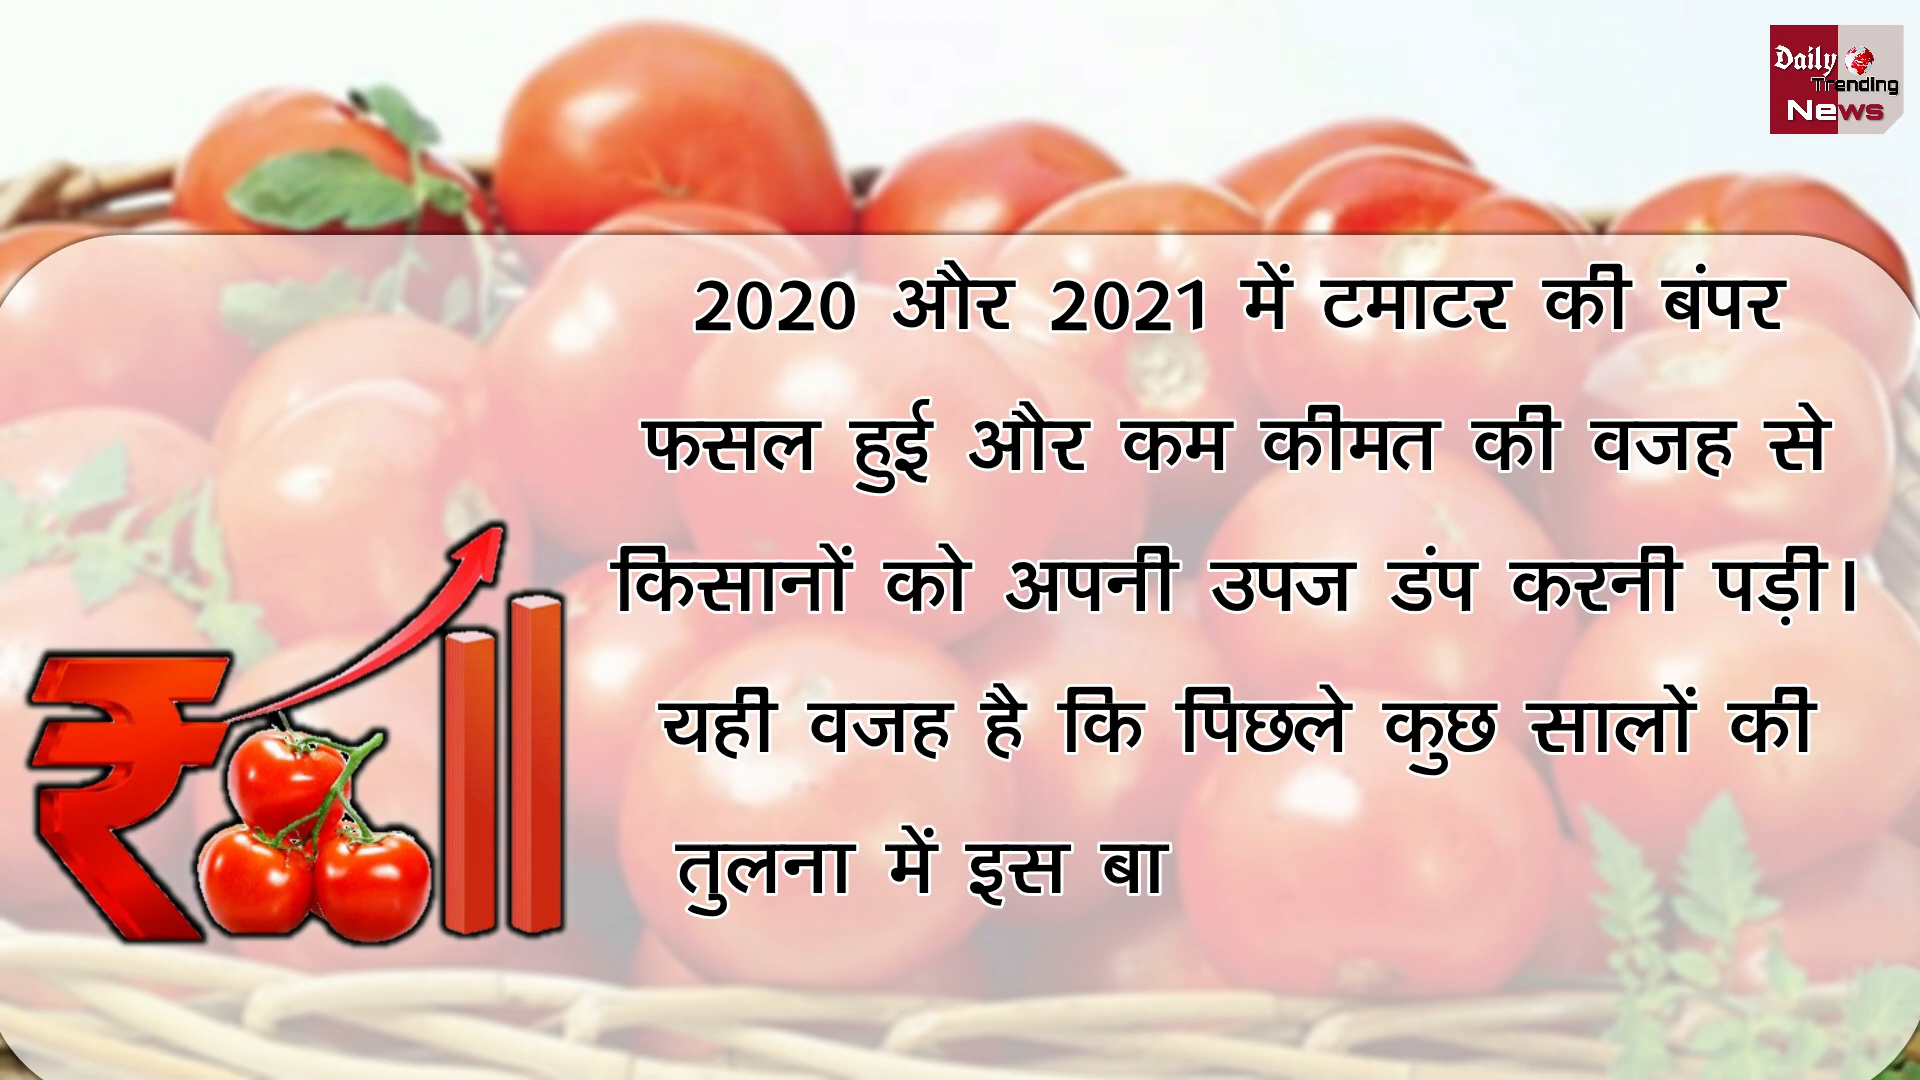 Daily
Trending
News
2020 और 2021 में टमाटर की बंपर
फसल हुई और कम कीमत की वजह से
किसानों को अपनी उपज डंप करनी पड़ी।
यही वजह है कि पिछले कुछ सालों की
तुलना में इस बा